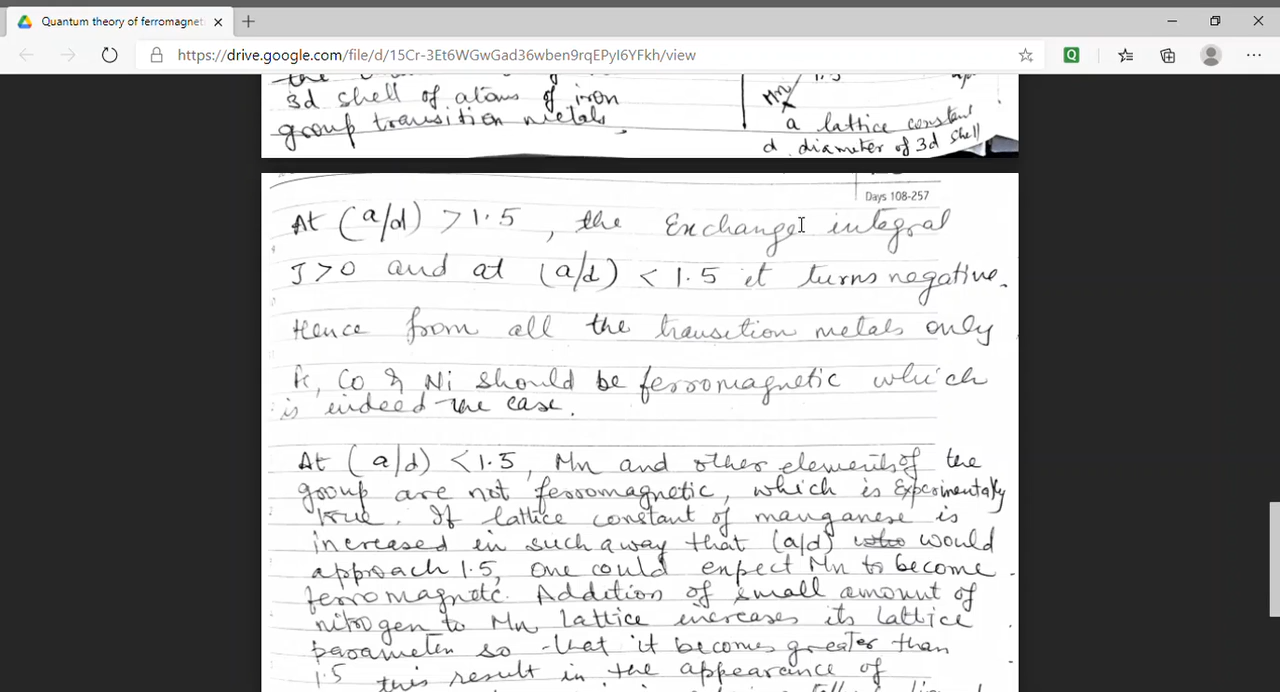 Quantum theory of ferromagnet
https://drive.google.com/file/d/15Cr-3Et6WGwGad36wben9rqEPyI6YFkh/view
the
3d shell of atoms of iron
group transition metals.
Mn
1.5
a lattice constant
d diameter of 3d shell
Days 108-257
At (a/d) > 1.5, the Exchange integral
J>0 and at (a/d) < 1.5 it turns negative.
Hence from all the transition metals only
Fe, Co & Ni should be ferromagnetic which
is indeed the case.
At (a/d) < 1.5, Mn and other elements of the
group are not ferromagnetic, which is Experimentally
true. If lattice constant of manganese is
increased in such a way that (a/d) would
approach 1.5, one could expect Mn to become
ferromagnetc. Addition of small amount of
nitrogen to Mn lattice increases its lattice
parameter so that it becomes greater than
1.5 this result in the appearance of